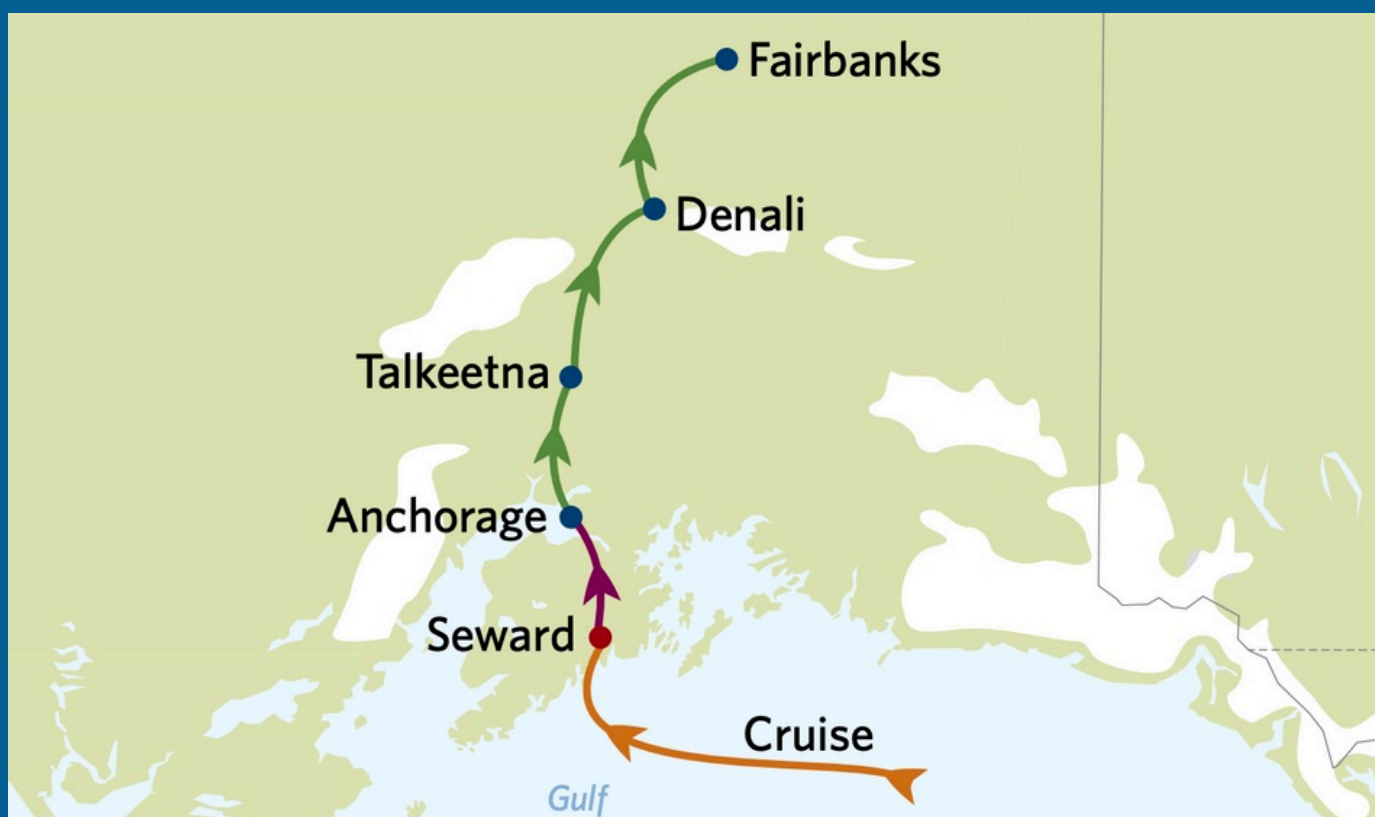 Fairbanks
Denali
Talkeetna
Anchorage
Seward
Cruise
Gulf